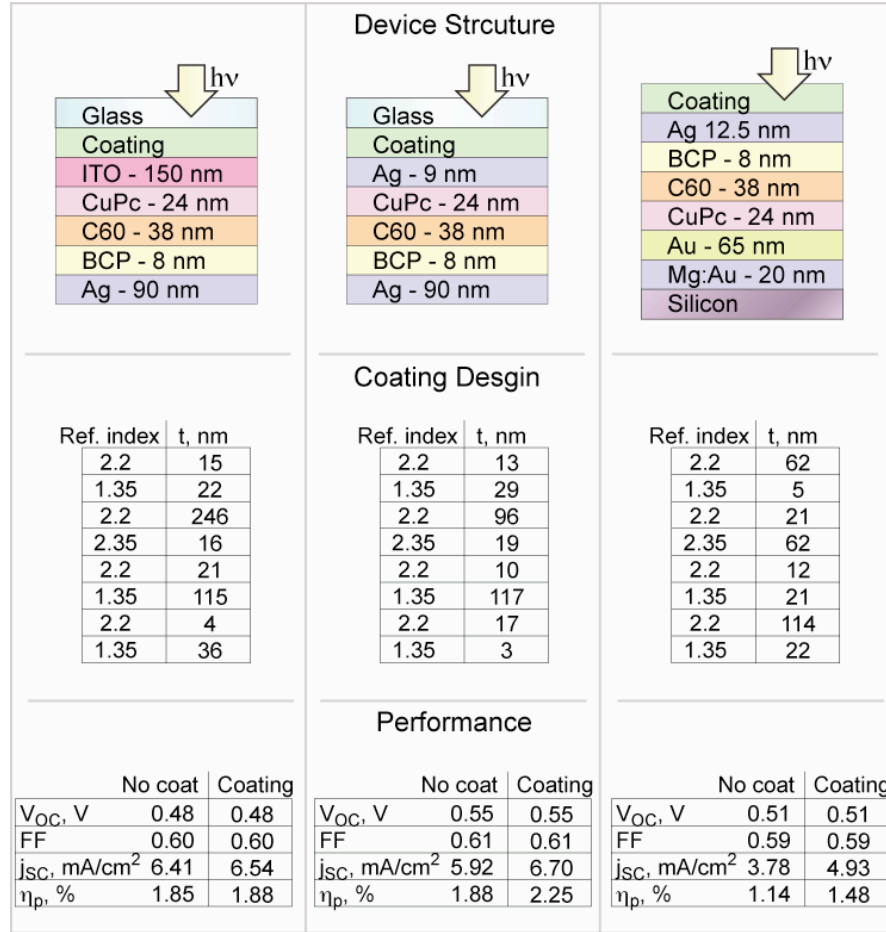 Device Strcuture
hν
Glass
Coating
ITO - 150 nm
CuPc - 24 nm
C60 - 38 nm
BCP - 8 nm
Ag - 90 nm
hν
Glass
Coating
Ag - 9 nm
CuPc - 24 nm
C60 - 38 nm
BCP - 8 nm
Ag - 90 nm
hν
Coating
Ag 12.5 nm
BCP - 8 nm
C60 - 38 nm
CuPc - 24 nm
Au - 65 nm
Mg:Au - 20 nm
Silicon
Coating Desgin
Ref. index t, nm
2.2 15
1.35 22
2.2 246
2.35 16
2.2 21
1.35 115
2.2 4
1.35 36
Ref. index t, nm
2.2 13
1.35 29
2.2 96
2.35 19
2.2 10
1.35 117
2.2 17
1.35 3
Ref. index t, nm
2.2 62
1.35 5
2.2 21
2.35 62
2.2 12
1.35 21
2.2 114
1.35 22
Performance
No coat Coating
VOC, V 0.48 0.48
FF 0.60 0.60
jSC, mA/cm2 6.41 6.54
ηp, % 1.85 1.88
No coat Coating
VOC, V 0.55 0.55
FF 0.61 0.61
jSC, mA/cm2 5.92 6.70
ηp, % 1.88 2.25
No coat Coating
VOC, V 0.51 0.51
FF 0.59 0.59
jSC, mA/cm2 3.78 4.93
ηp, % 1.14 1.48